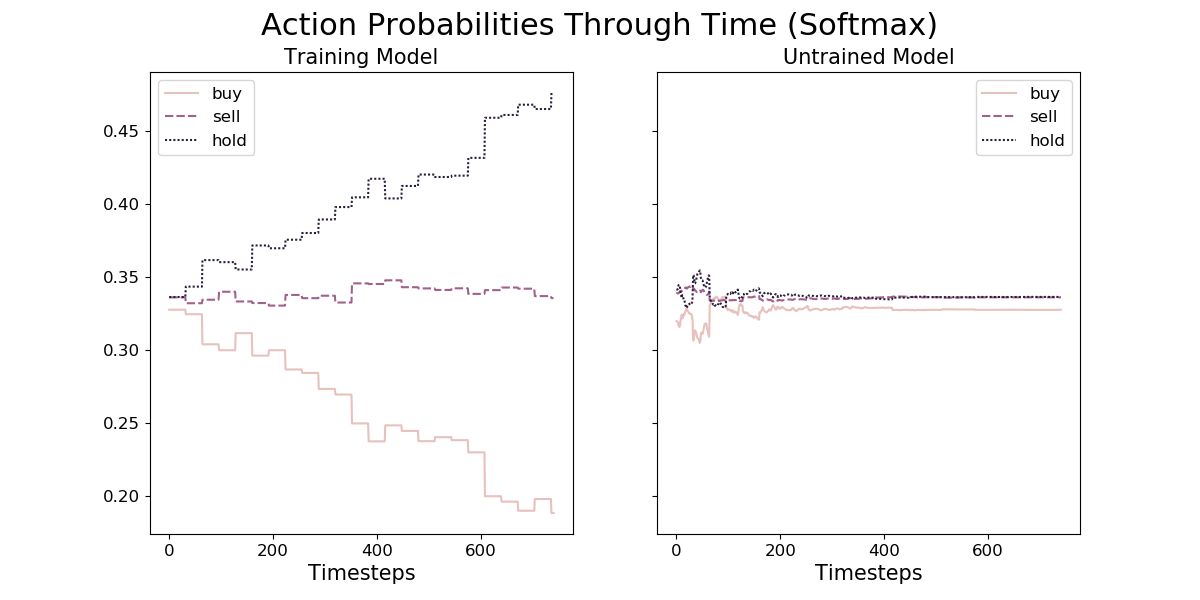 Action Probabilities Through Time (Softmax)
Training Model
buy
sell
hold
0.45
0.40
0.35
0.30
0.25
0.20
0 200 400 600
Timesteps
Untrained Model
buy
sell
hold
0 200 400 600
Timesteps